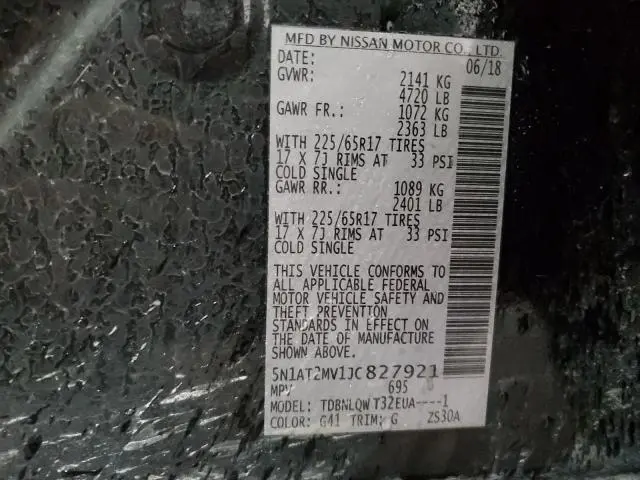 MFD BY NISSAN MOTOR CO., LTD.
DATE: 06/18
GVWR: 2141 KG
4720 LB
GAWR FR.: 1072 KG
2363 LB
WITH 225/65R17 TIRES
17 X 7J RIMS AT 33 PSI
COLD SINGLE
GAWR RR.: 1089 KG
2401 LB
WITH 225/65R17 TIRES
17 X 7J RIMS AT 33 PSI
COLD SINGLE
THIS VEHICLE CONFORMS TO
ALL APPLICABLE FEDERAL
MOTOR VEHICLE SAFETY AND
THEFT PREVENTION
STANDARDS IN EFFECT ON
THE DATE OF MANUFACTURE
SHOWN ABOVE.
5N1AT2MV1JC827921
MPV 695
MODEL: TDBNLQW T32EUA----1
COLOR: G41 TRIM: G ZS30A